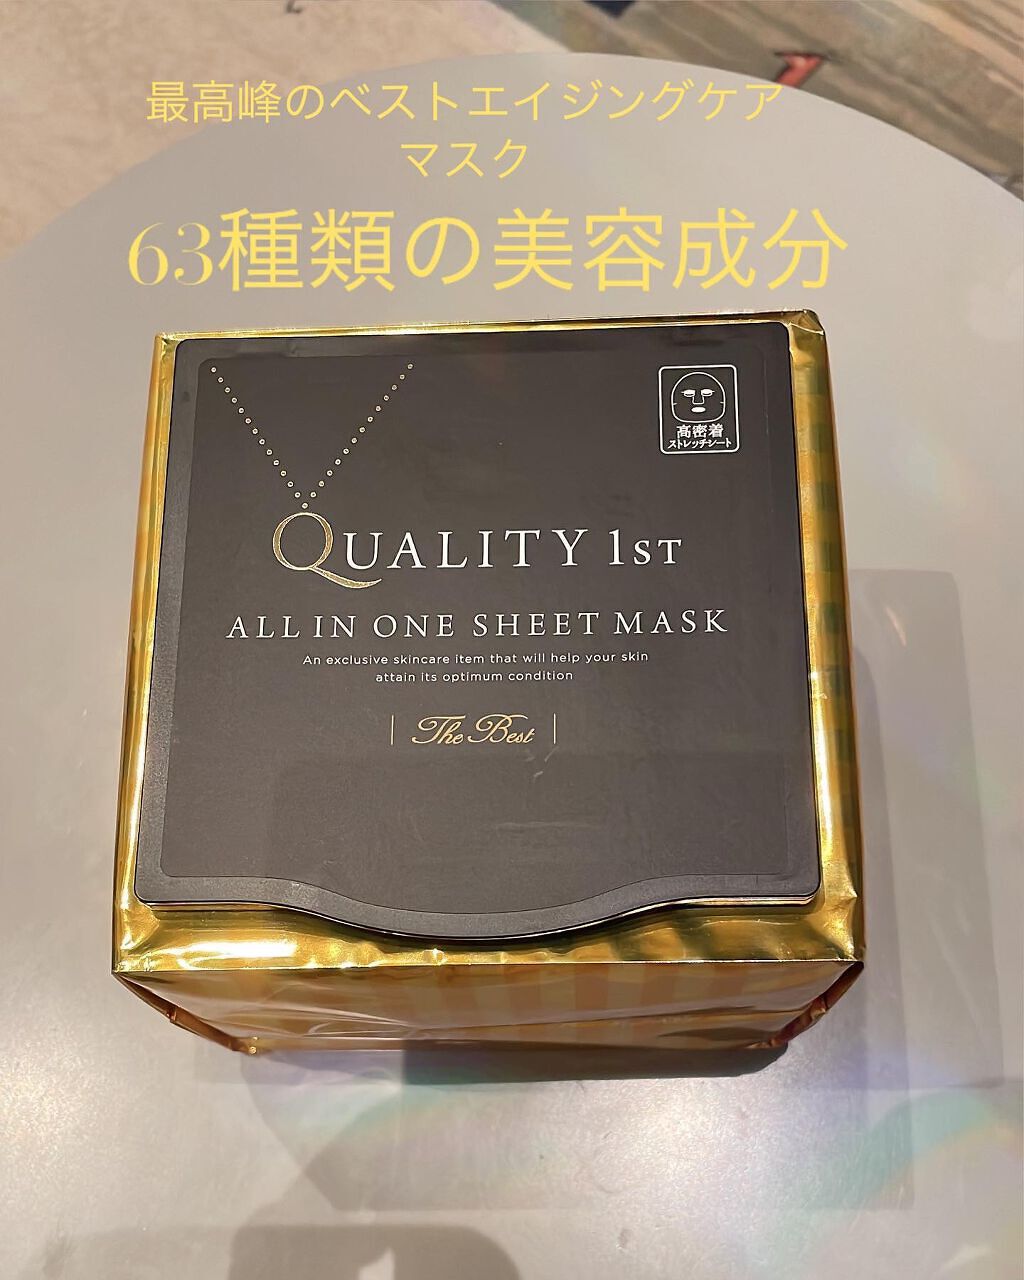 最高峰のベストエイジングケア
マスク
63種類の美容成分
高密着
ストレッチシート
QUALITY 1ST
ALL IN ONE SHEET MASK
An exclusive skincare item that will help your skin
attain its optimum condition
The Best